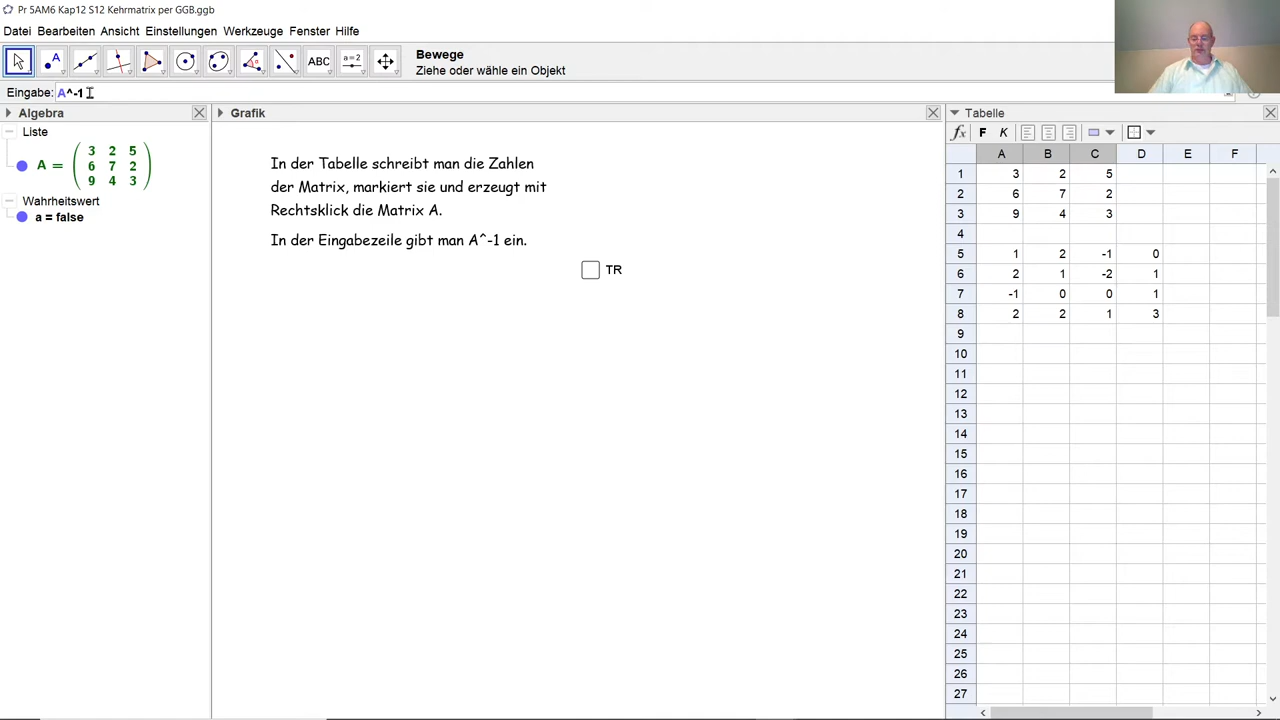 Pr 5AM6 Kap12 S12 Kehrmatrix per GGB.ggb
Datei Bearbeiten Ansicht Einstellungen Werkzeuge Fenster Hilfe
A
ABC
a=2
Bewege
Ziehe oder wähle ein Objekt
Eingabe: A^-1
Algebra
Grafik
Tabelle
Liste
A =
3 2 5
6 7 2
9 4 3
Wahrheitswert
a = false
In der Tabelle schreibt man die Zahlen
der Matrix, markiert sie und erzeugt mit
Rechtsklick die Matrix A.
In der Eingabezeile gibt man A^-1 ein.
TR
fx F K
A B C D E F
1 3 2 5
2 6 7 2
3 9 4 3
4
5 1 2 -1 0
6 2 1 -2 1
7 -1 0 0 1
8 2 2 1 3
9
10
11
12
13
14
15
16
17
18
19
20
21
22
23
24
25
26
27